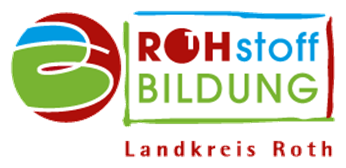 ROTHstoff
BILDUNG
Landkreis Roth